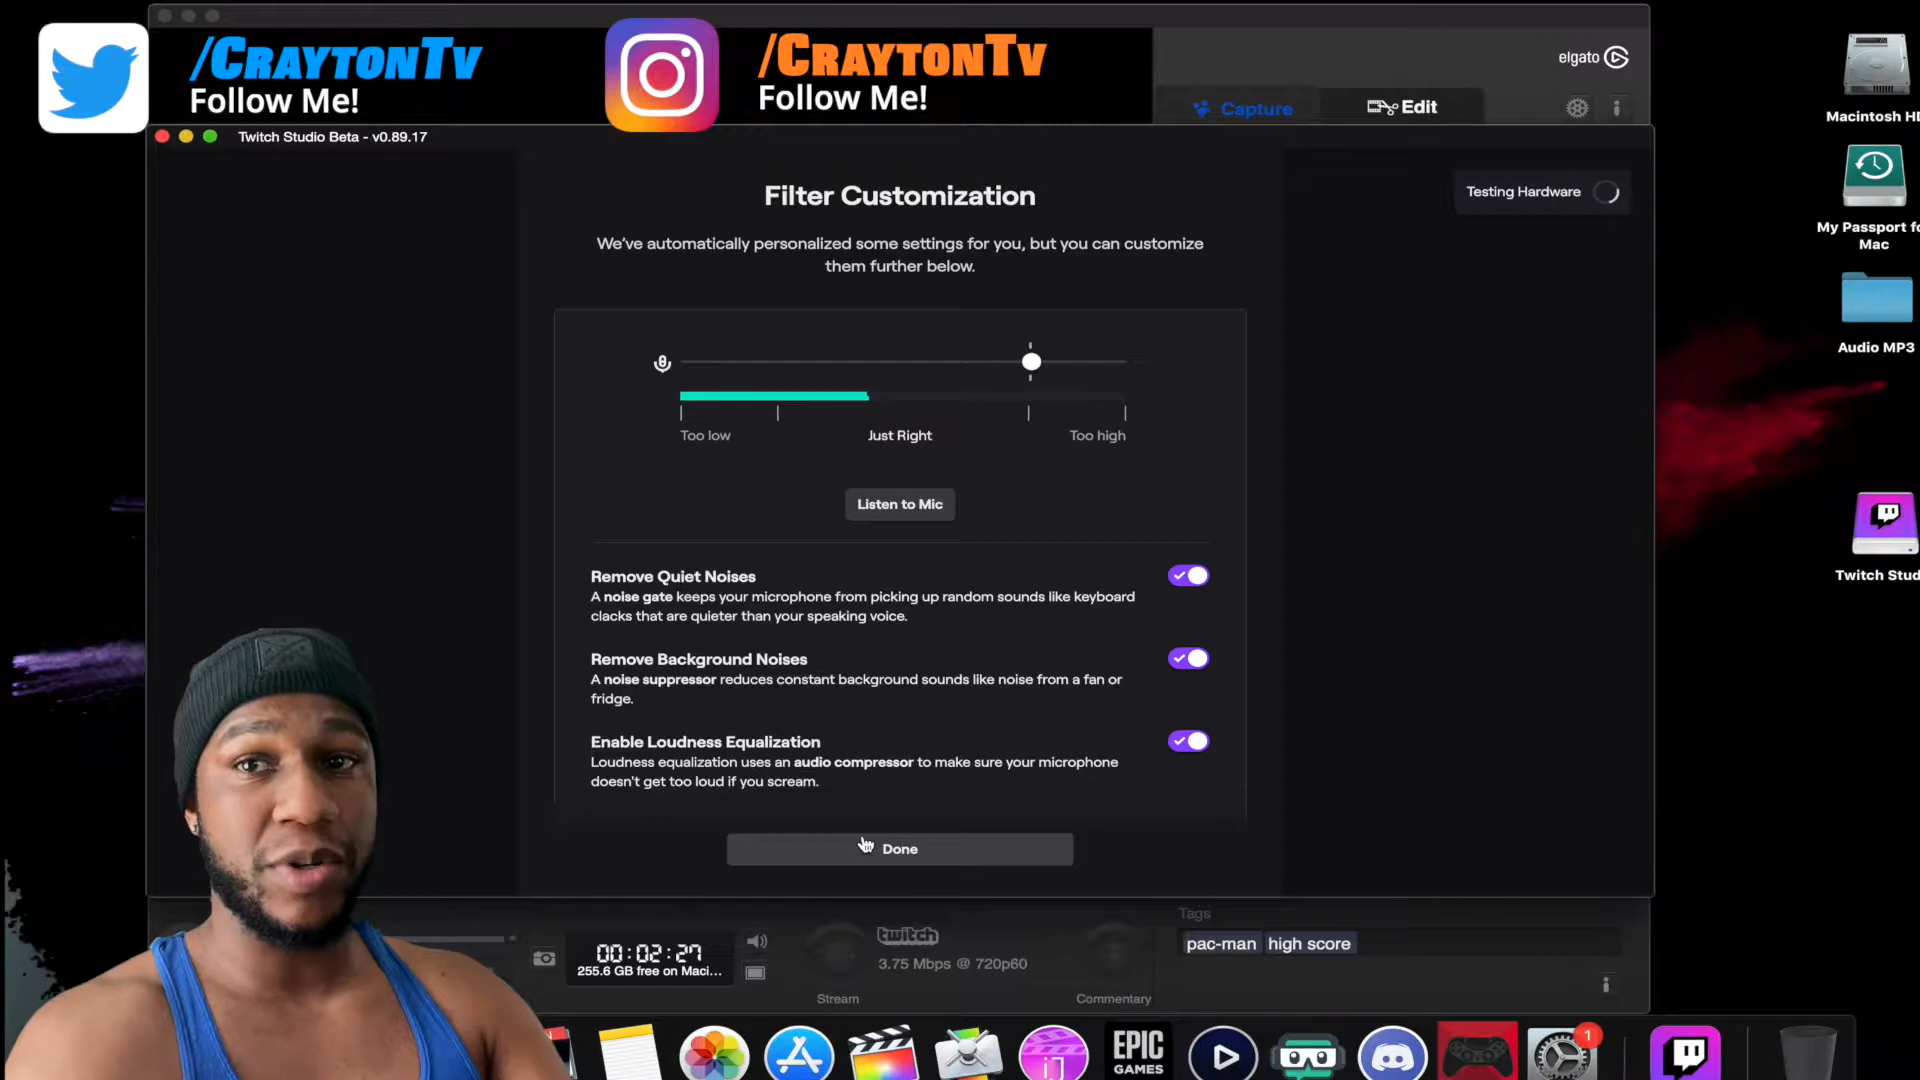 /CRAYTONTV
Follow Me!
/CRAYTONTV
Follow Me!
elgato
Capture
Edit
Macintosh HD
Twitch Studio Beta - v0.89.17
Filter Customization
Testing Hardware
We've automatically personalized some settings for you, but you can customize
them further below.
My Passport fo
Mac
Audio MP3
Too low
Just Right
Too high
Listen to Mic
Remove Quiet Noises
A noise gate keeps your microphone from picking up random sounds like keyboard
clacks that are quieter than your speaking voice.
Twitch Stud
Remove Background Noises
A noise suppressor reduces constant background sounds like noise from a fan or
fridge.
Enable Loudness Equalization
Loudness equalization uses an audio compressor to make sure your microphone
doesn't get too loud if you scream.
Done
00:02:27
255.6 GB free on Maci...
twitch
3.75 Mbps @ 720p60
Stream
Commentary
Tags
pac-man
high score
EPIC
GAMES
1